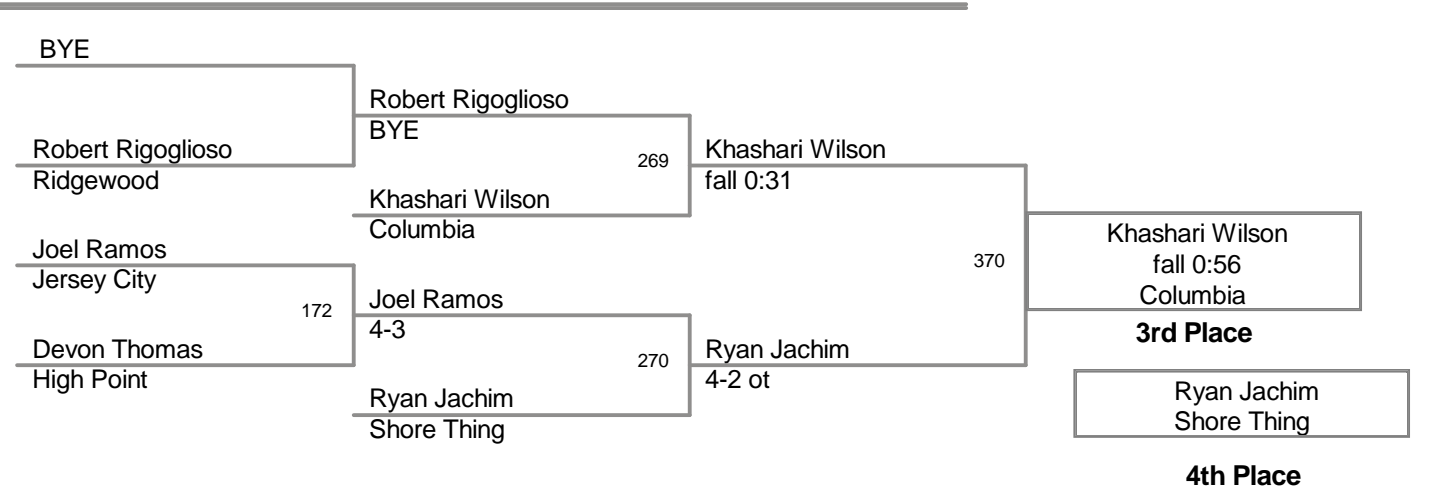 BYE
Robert Rigoglioso
BYE
Robert Rigoglioso
Ridgewood
269
Khashari Wilson
fall 0:31
Khashari Wilson
Columbia
Joel Ramos
Jersey City
370
Khashari Wilson
fall 0:56
Columbia
3rd Place
172
Joel Ramos
4-3
Devon Thomas
High Point
270
Ryan Jachim
4-2 ot
Ryan Jachim
Shore Thing
Ryan Jachim
Shore Thing
4th Place